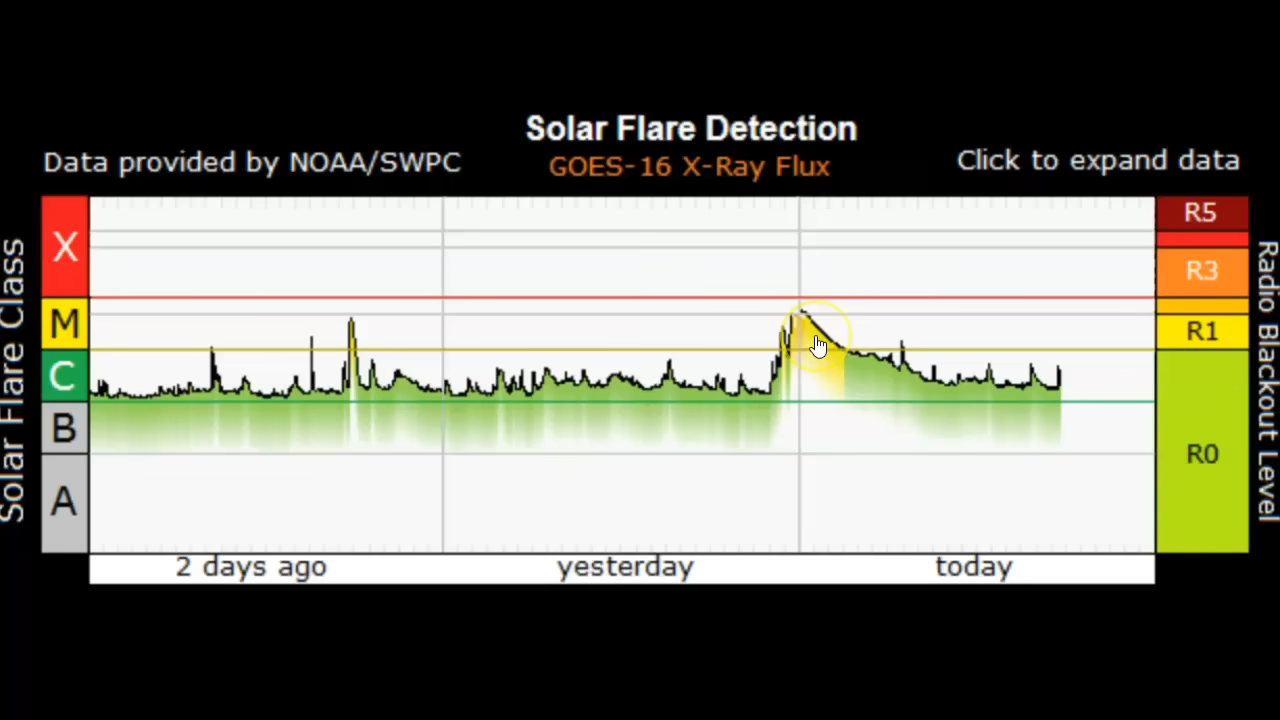 Solar Flare Detection
Data provided by NOAA/SWPC
GOES-16 X-Ray Flux
Click to expand data
Solar Flare Class
X
M
C
B
A
R5
R3
R1
R0
Radio Blackout Level
2 days ago
yesterday
today